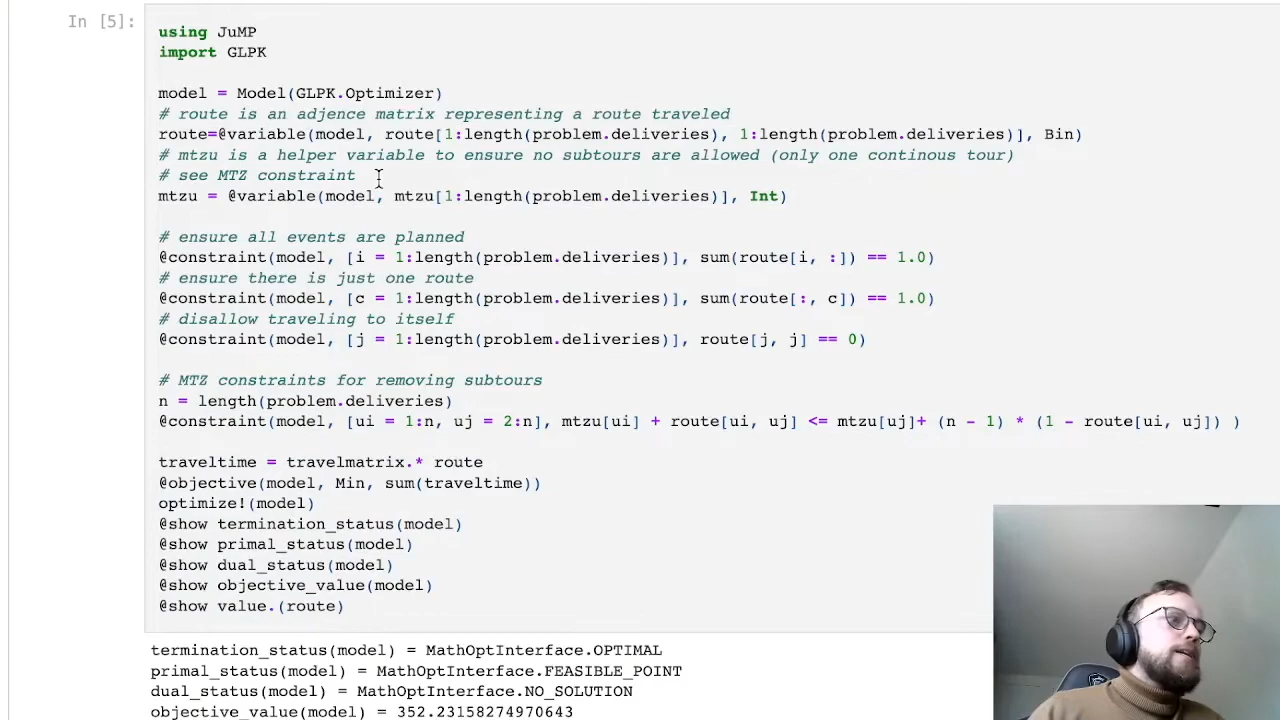 In [5]:
using JuMP
import GLPK
model = Model(GLPK.Optimizer)
# route is an adjence matrix representing a route traveled
route=@variable(model, route[1:length(problem.deliveries), 1:length(problem.deliveries)], Bin)
# mtzu is a helper variable to ensure no subtours are allowed (only one continous tour)
# see MTZ constraint
mtzu = @variable(model, mtzu[1:length(problem.deliveries)], Int)
# ensure all events are planned
@constraint(model, [i = 1:length(problem.deliveries)], sum(route[i, :]) == 1.0)
# ensure there is just one route
@constraint(model, [c = 1:length(problem.deliveries)], sum(route[:, c]) == 1.0)
# disallow traveling to itself
@constraint(model, [j = 1:length(problem.deliveries)], route[j, j] == 0)
# MTZ constraints for removing subtours
n = length(problem.deliveries)
@constraint(model, [ui = 1:n, uj = 2:n], mtzu[ui] + route[ui, uj] <= mtzu[uj]+ (n - 1) * (1 - route[ui, uj]) )
traveltime = travelmatrix.* route
@objective(model, Min, sum(traveltime))
optimize!(model)
@show termination_status(model)
@show primal_status(model)
@show dual_status(model)
@show objective_value(model)
@show value.(route)
termination_status(model) = MathOptInterface.OPTIMAL
primal_status(model) = MathOptInterface.FEASIBLE_POINT
dual_status(model) = MathOptInterface.NO_SOLUTION
objective_value(model) = 352.23158274970643